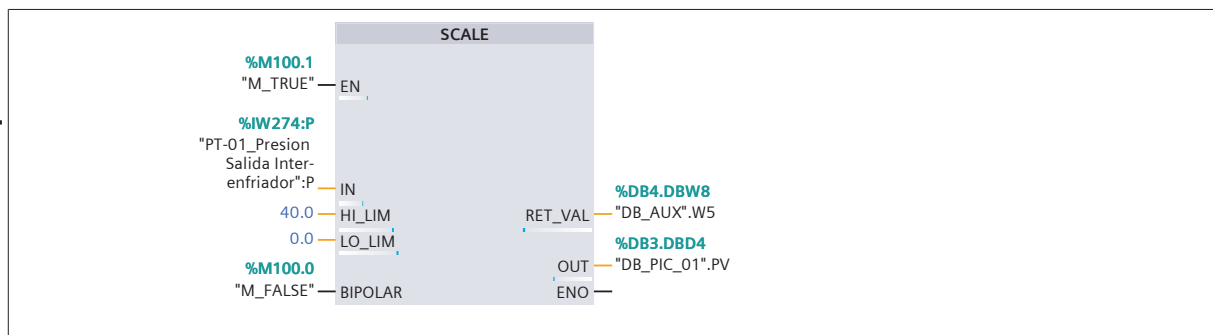 SCALE
%M100.1
"M_TRUE"
EN
%IW274:P
"PT-01_Presion
Salida Inter-
enfriador":P
IN
%DB4.DBW8
40.0
HI_LIM
RET_VAL
"DB_AUX".W5
0.0
LO_LIM
%DB3.DBD4
OUT
"DB_PIC_01".PV
%M100.0
"M_FALSE"
BIPOLAR
ENO